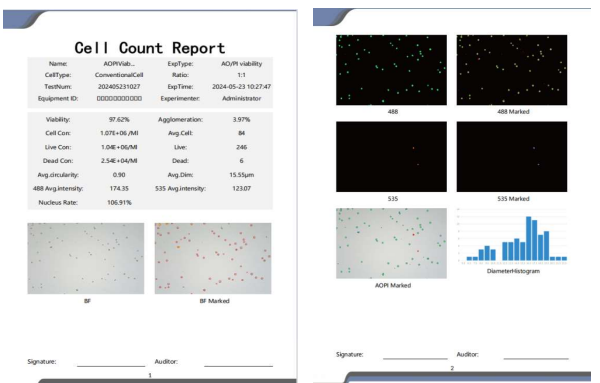 Cell Count Report
Name: AOPIViab... ExpType: AO/PI viability
CellType: ConventionalCell Ratio: 1:1
TestNum: 202405231027 ExpTime: 2024-05-23 10:27:47
Equipment ID: □□□□□□□□□□□□ Experimenter: Administrator
Viability: 97.62% Agglomeration: 3.97%
Cell Con: 1.07E+06 /Ml Avg.Cell: 84
Live Con: 1.04E+06/Ml Live: 246
Dead Con: 2.54E+04/Ml Dead: 6
Avg.circularity: 0.90 Avg.Dim: 15.55μm
488 Avg.intensity: 174.35 535 Avg.intensity: 123.07
Nucleus Rate: 106.91%
BF BF Marked
Signature: Auditor:
1
488 488 Marked
535 535 Marked
AOPI Marked DiameterHistogram
Signature: Auditor:
2